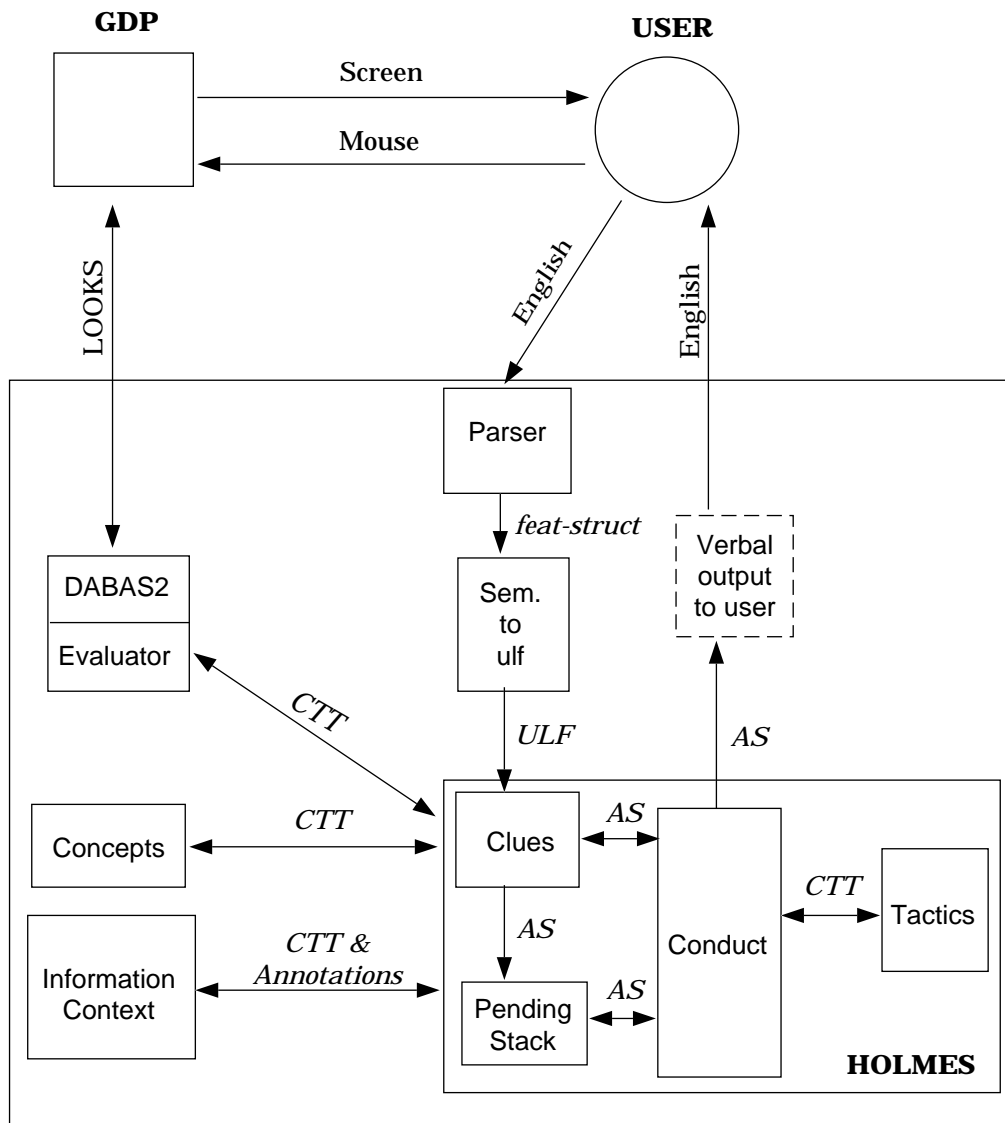 GDP
USER
Screen
Mouse
LOOKS
English
English
Parser
feat-struct
DABAS2
Evaluator
Sem.
to
ulf
Verbal
output
to user
CTT
ULF
AS
Concepts
CTT
Clues
AS
Conduct
CTT
Tactics
AS
Information
Context
CTT &
Annotations
Pending
Stack
AS
HOLMES